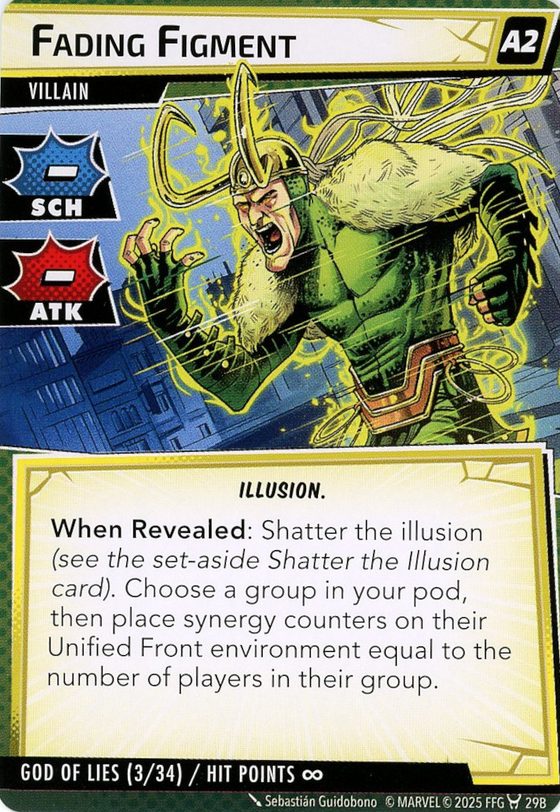 FADING FIGMENT
A2
VILLAIN
-
SCH
-
ATK
ILLUSION.
When Revealed: Shatter the illusion
(see the set-aside Shatter the Illusion
card). Choose a group in your pod,
then place synergy counters on their
Unified Front environment equal to the
number of players in their group.
GOD OF LIES (3/34) / HIT POINTS ∞
Sebastián Guidobono © MARVEL © 2025 FFG 298